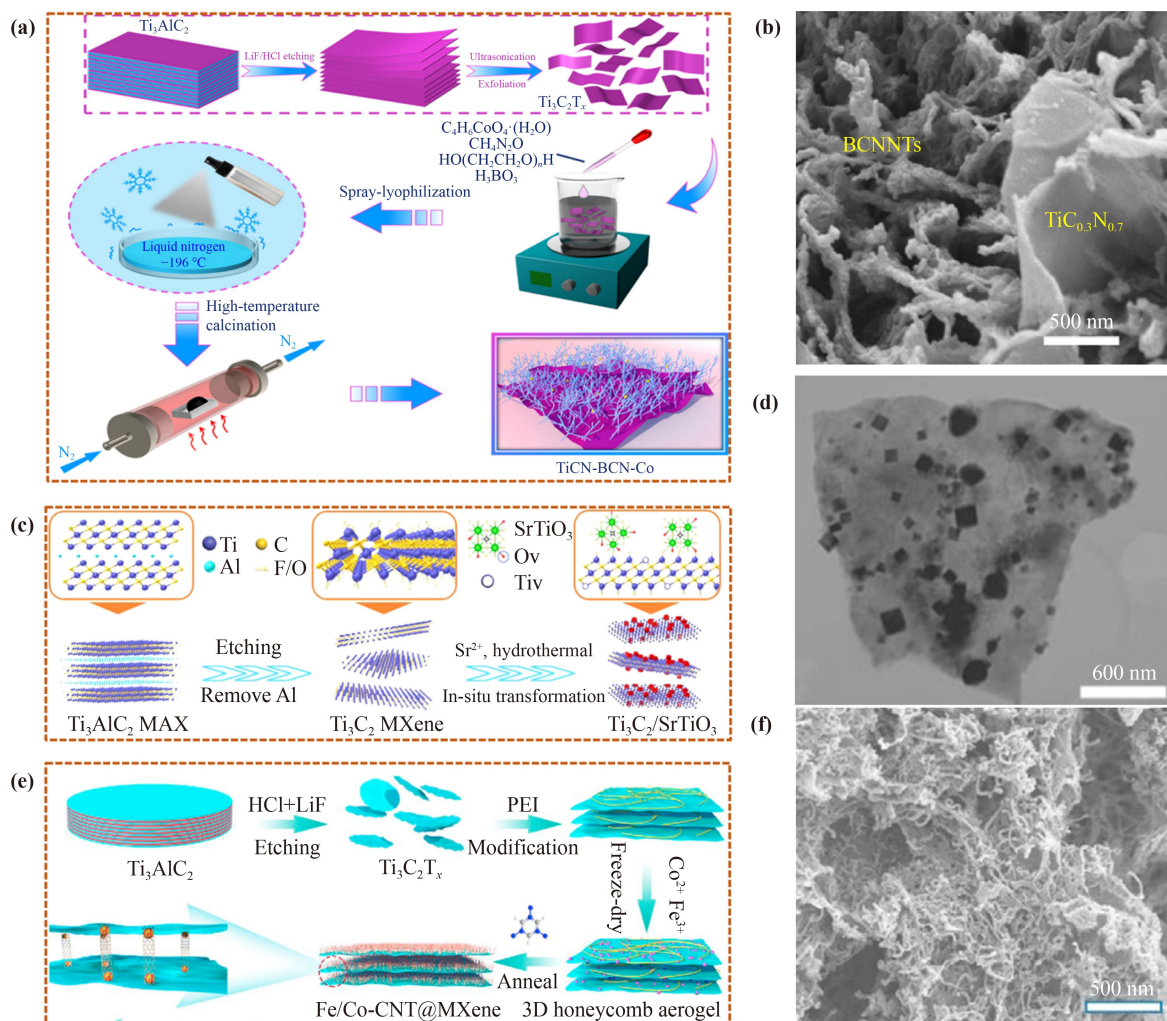 (a)
Ti₃AlC₂
LiF/HCl etching
Ultrasonication
Exfoliation
Ti₃C₂Tₓ
C₄H₆CoO₄·(H₂O)
CH₄N₂O
HO(CH₂CH₂O)ₙH
H₃BO₃
Spray-lyophilization
Liquid nitrogen
−196 °C
High-temperature
calcination
N₂
N₂
TiCN-BCN-Co
(b)
BCNNTs
TiC₀.₃N₀.₇
500 nm
(c)
Ti
C
Al
F/O
SrTiO₃
Ov
Tiv
Etching
Remove Al
Sr²⁺, hydrothermal
In-situ transformation
Ti₃AlC₂ MAX
Ti₃C₂ MXene
Ti₃C₂/SrTiO₃
(d)
600 nm
(e)
Ti₃AlC₂
HCl+LiF
Etching
Ti₃C₂Tₓ
PEI
Modification
Freeze-dry
Co²⁺ Fe³⁺
Anneal
Fe/Co-CNT@MXene
3D honeycomb aerogel
(f)
500 nm